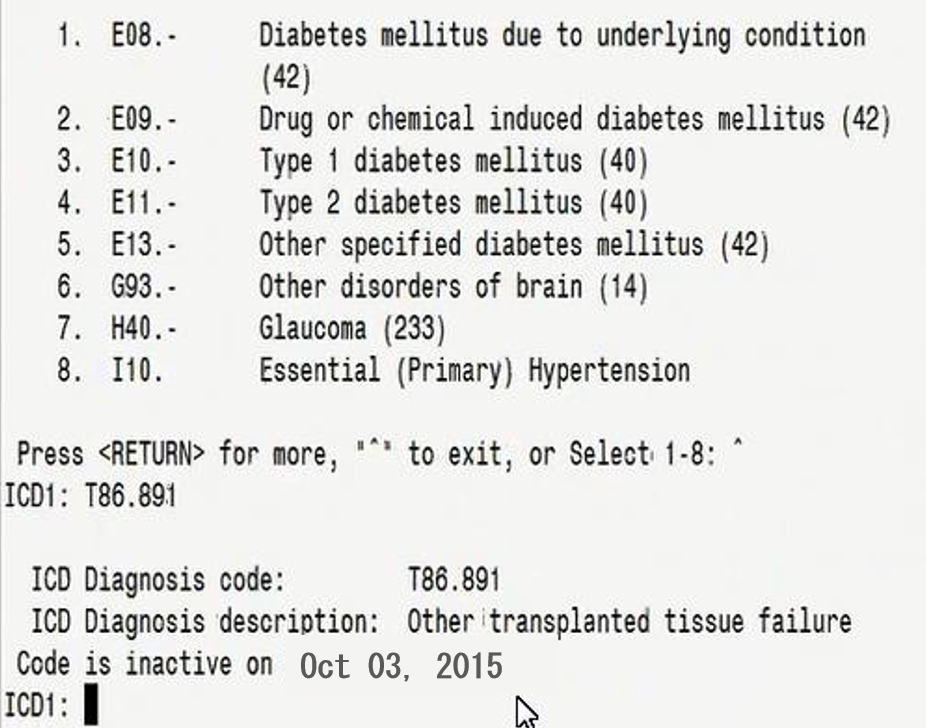 1. E08.- Diabetes mellitus due to underlying condition
(42)
2. E09.- Drug or chemical induced diabetes mellitus (42)
3. E10.- Type 1 diabetes mellitus (40)
4. E11.- Type 2 diabetes mellitus (40)
5. E13.- Other specified diabetes mellitus (42)
6. G93.- Other disorders of brain (14)
7. H40.- Glaucoma (233)
8. I10. Essential (Primary) Hypertension
Press <RETURN> for more, "^" to exit, or Select 1-8: ^
ICD1: T86.891
ICD Diagnosis code: T86.891
ICD Diagnosis description: Other transplanted tissue failure
Code is inactive on Oct 03, 2015
ICD1: